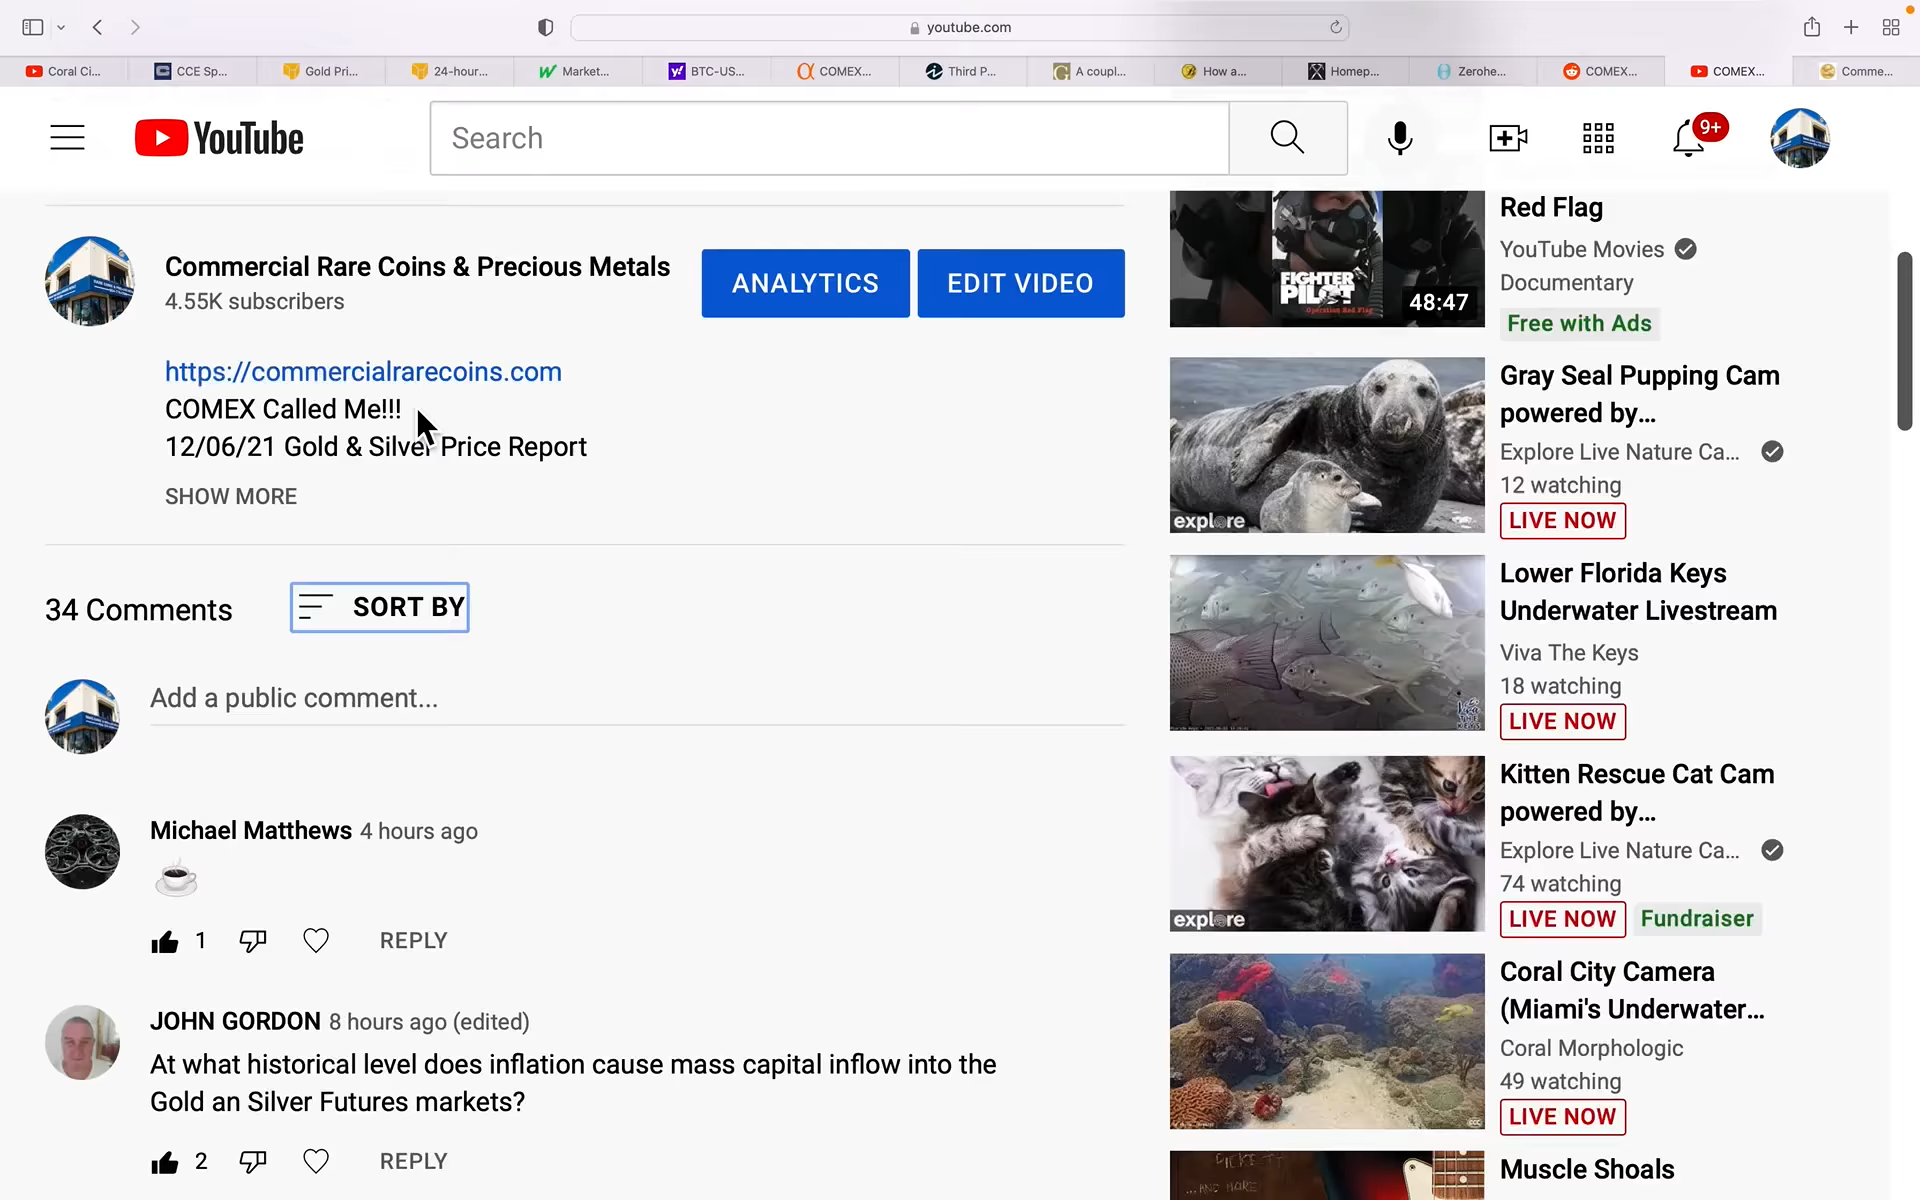 youtube.com
Coral Ci...
CCE Sp...
Gold Pri...
24-hour...
Market...
BTC-US...
COMEX...
Third P...
A coupl...
How a...
Homep...
Zerohe...
COMEX...
COMEX...
Comme...
YouTube
Search
9+
Commercial Rare Coins & Precious Metals
4.55K subscribers
ANALYTICS
EDIT VIDEO
https://commercialrarecoins.com
COMEX Called Me!!!
12/06/21 Gold & Silver Price Report
SHOW MORE
34 Comments
SORT BY
Add a public comment...
Michael Matthews 4 hours ago
1
REPLY
JOHN GORDON 8 hours ago (edited)
At what historical level does inflation cause mass capital inflow into the
Gold an Silver Futures markets?
2
REPLY
FIGHTER
PILOT
Operation Red Flag
48:47
Red Flag
YouTube Movies
Documentary
Free with Ads
explore
Gray Seal Pupping Cam
powered by...
Explore Live Nature Ca...
12 watching
LIVE NOW
Lower Florida Keys
Underwater Livestream
Viva The Keys
18 watching
LIVE NOW
explore
Kitten Rescue Cat Cam
powered by...
Explore Live Nature Ca...
74 watching
LIVE NOW
Fundraiser
Coral City Camera
(Miami's Underwater...
Coral Morphologic
49 watching
LIVE NOW
Muscle Shoals